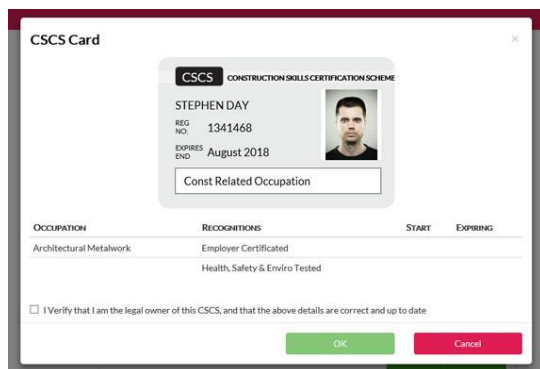 CSCS Card
×
CSCS CONSTRUCTION SKILLS CERTIFICATION SCHEME
STEPHEN DAY
REG NO: 1341468
EXPIRES END August 2018
Const Related Occupation
OCCUPATION RECOGNITIONS START EXPIRING
Architectural Metalwork Employer Certificated
Health, Safety & Enviro Tested
I Verify that I am the legal owner of this CSCS, and that the above details are correct and up to date
OK Cancel